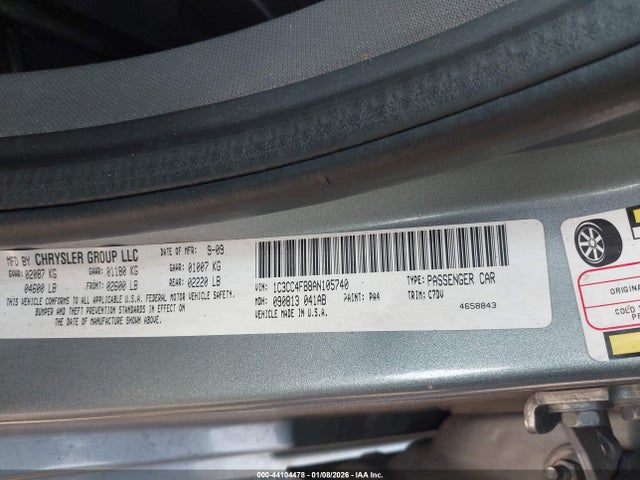 MFD BY CHRYSLER GROUP LLC DATE OF MFR 9-09
GVWR: 02087 KG GAWR: 01180 KG GAWR: 01007 KG
04600 LB FRONT: 02600 LB REAR: 02220 LB
THIS VEHICLE CONFORMS TO ALL APPLICABLE U.S.A. FEDERAL MOTOR VEHICLE SAFETY,
BUMPER AND THEFT PREVENTION STANDARDS IN EFFECT ON
THE DATE OF MANUFACTURE SHOWN ABOVE.
VIN: 1C3CC4FB8AN105740 TYPE: PASSENGER CAR
MDH: 090813 041AB PAINT: PA4 TRIM: C7DV
VEHICLE MADE IN U.S.A. 4658843
ORIGINA
COLD
PE
000-44104478 - 01/08/2026 - IAA Inc.